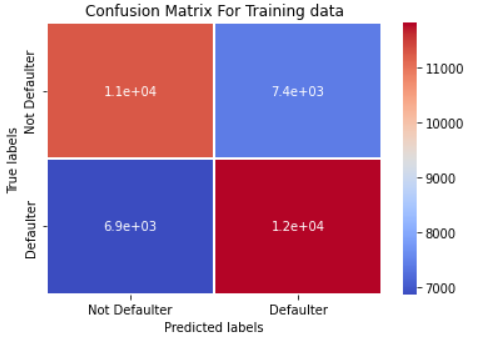 Confusion Matrix For Training data
Not Defaulter
1.1e+04
7.4e+03
True labels
Defaulter
6.9e+03
1.2e+04
Not Defaulter
Defaulter
Predicted labels
11000
10000
9000
8000
7000